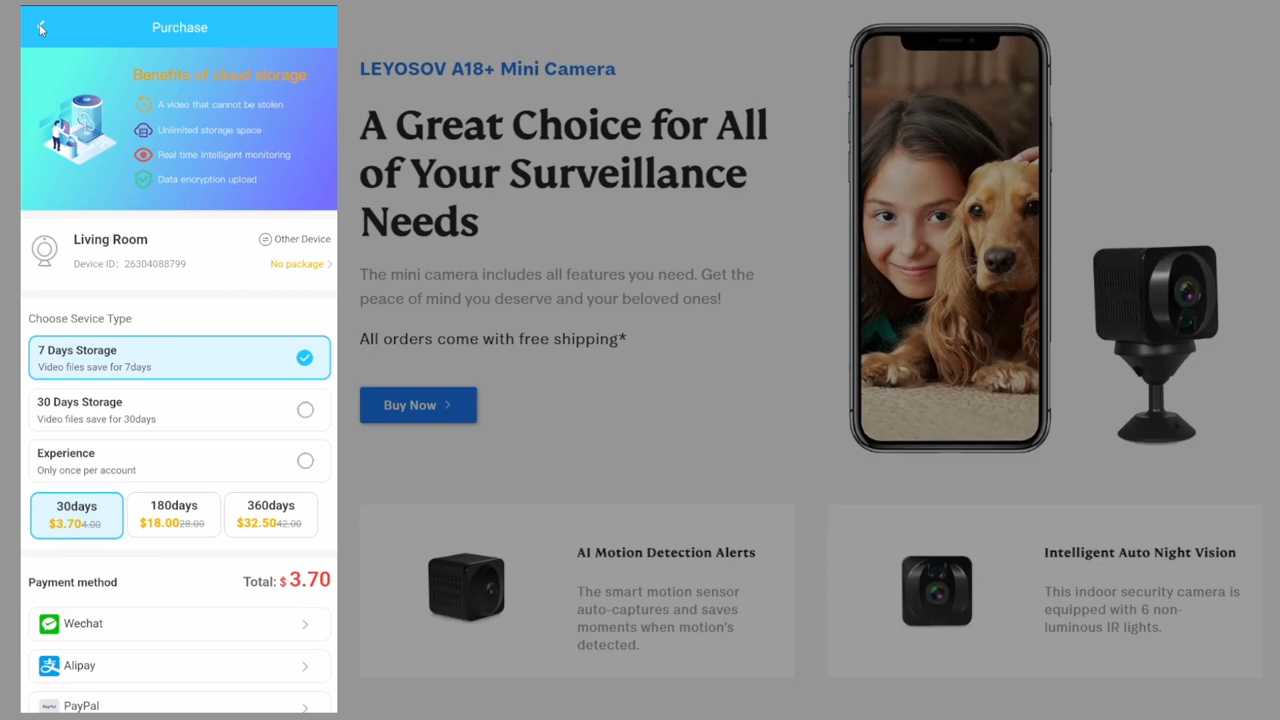 Purchase
Benefits of cloud storage
A video that cannot be stolen
Unlimited storage space
Real time intelligent monitoring
Data encryption upload
Living Room
Other Device
Device ID: 26304088799
No package
Choose Sevice Type
7 Days Storage
Video files save for 7days
30 Days Storage
Video files save for 30days
Experience
Only once per account
30days
$3.704.00
180days
$18.0028.00
360days
$32.5042.00
Payment method
Total: $ 3.70
Wechat
Alipay
PayPal
PayPal
LEYOSOV A18+ Mini Camera
A Great Choice for All
of Your Surveillance
Needs
The mini camera includes all features you need. Get the
peace of mind you deserve and your beloved ones!
All orders come with free shipping*
Buy Now
AI Motion Detection Alerts
The smart motion sensor
auto-captures and saves
moments when motion's
detected.
Intelligent Auto Night Vision
This indoor security camera is
equipped with 6 non-
luminous IR lights.